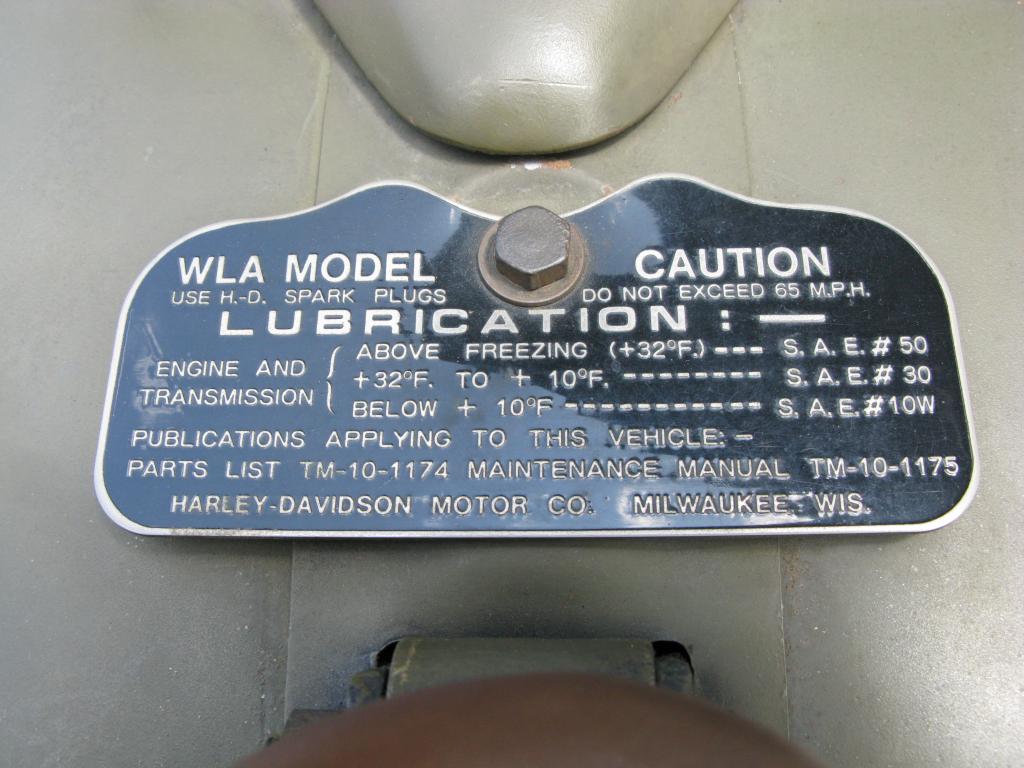 WLA MODEL CAUTION
USE H.-D. SPARK PLUGS DO NOT EXCEED 65 M.P.H.
LUBRICATION : —
ENGINE AND TRANSMISSION { ABOVE FREEZING (+32°F.) --- S. A. E. # 50
+32°F. TO + 10°F. -------- S. A. E. # 30
BELOW + 10°F ------------ S. A. E. # 10W
PUBLICATIONS APPLYING TO THIS VEHICLE: –
PARTS LIST TM-10-1174 MAINTENANCE MANUAL TM-10-1175
HARLEY-DAVIDSON MOTOR CO. MILWAUKEE, WIS.